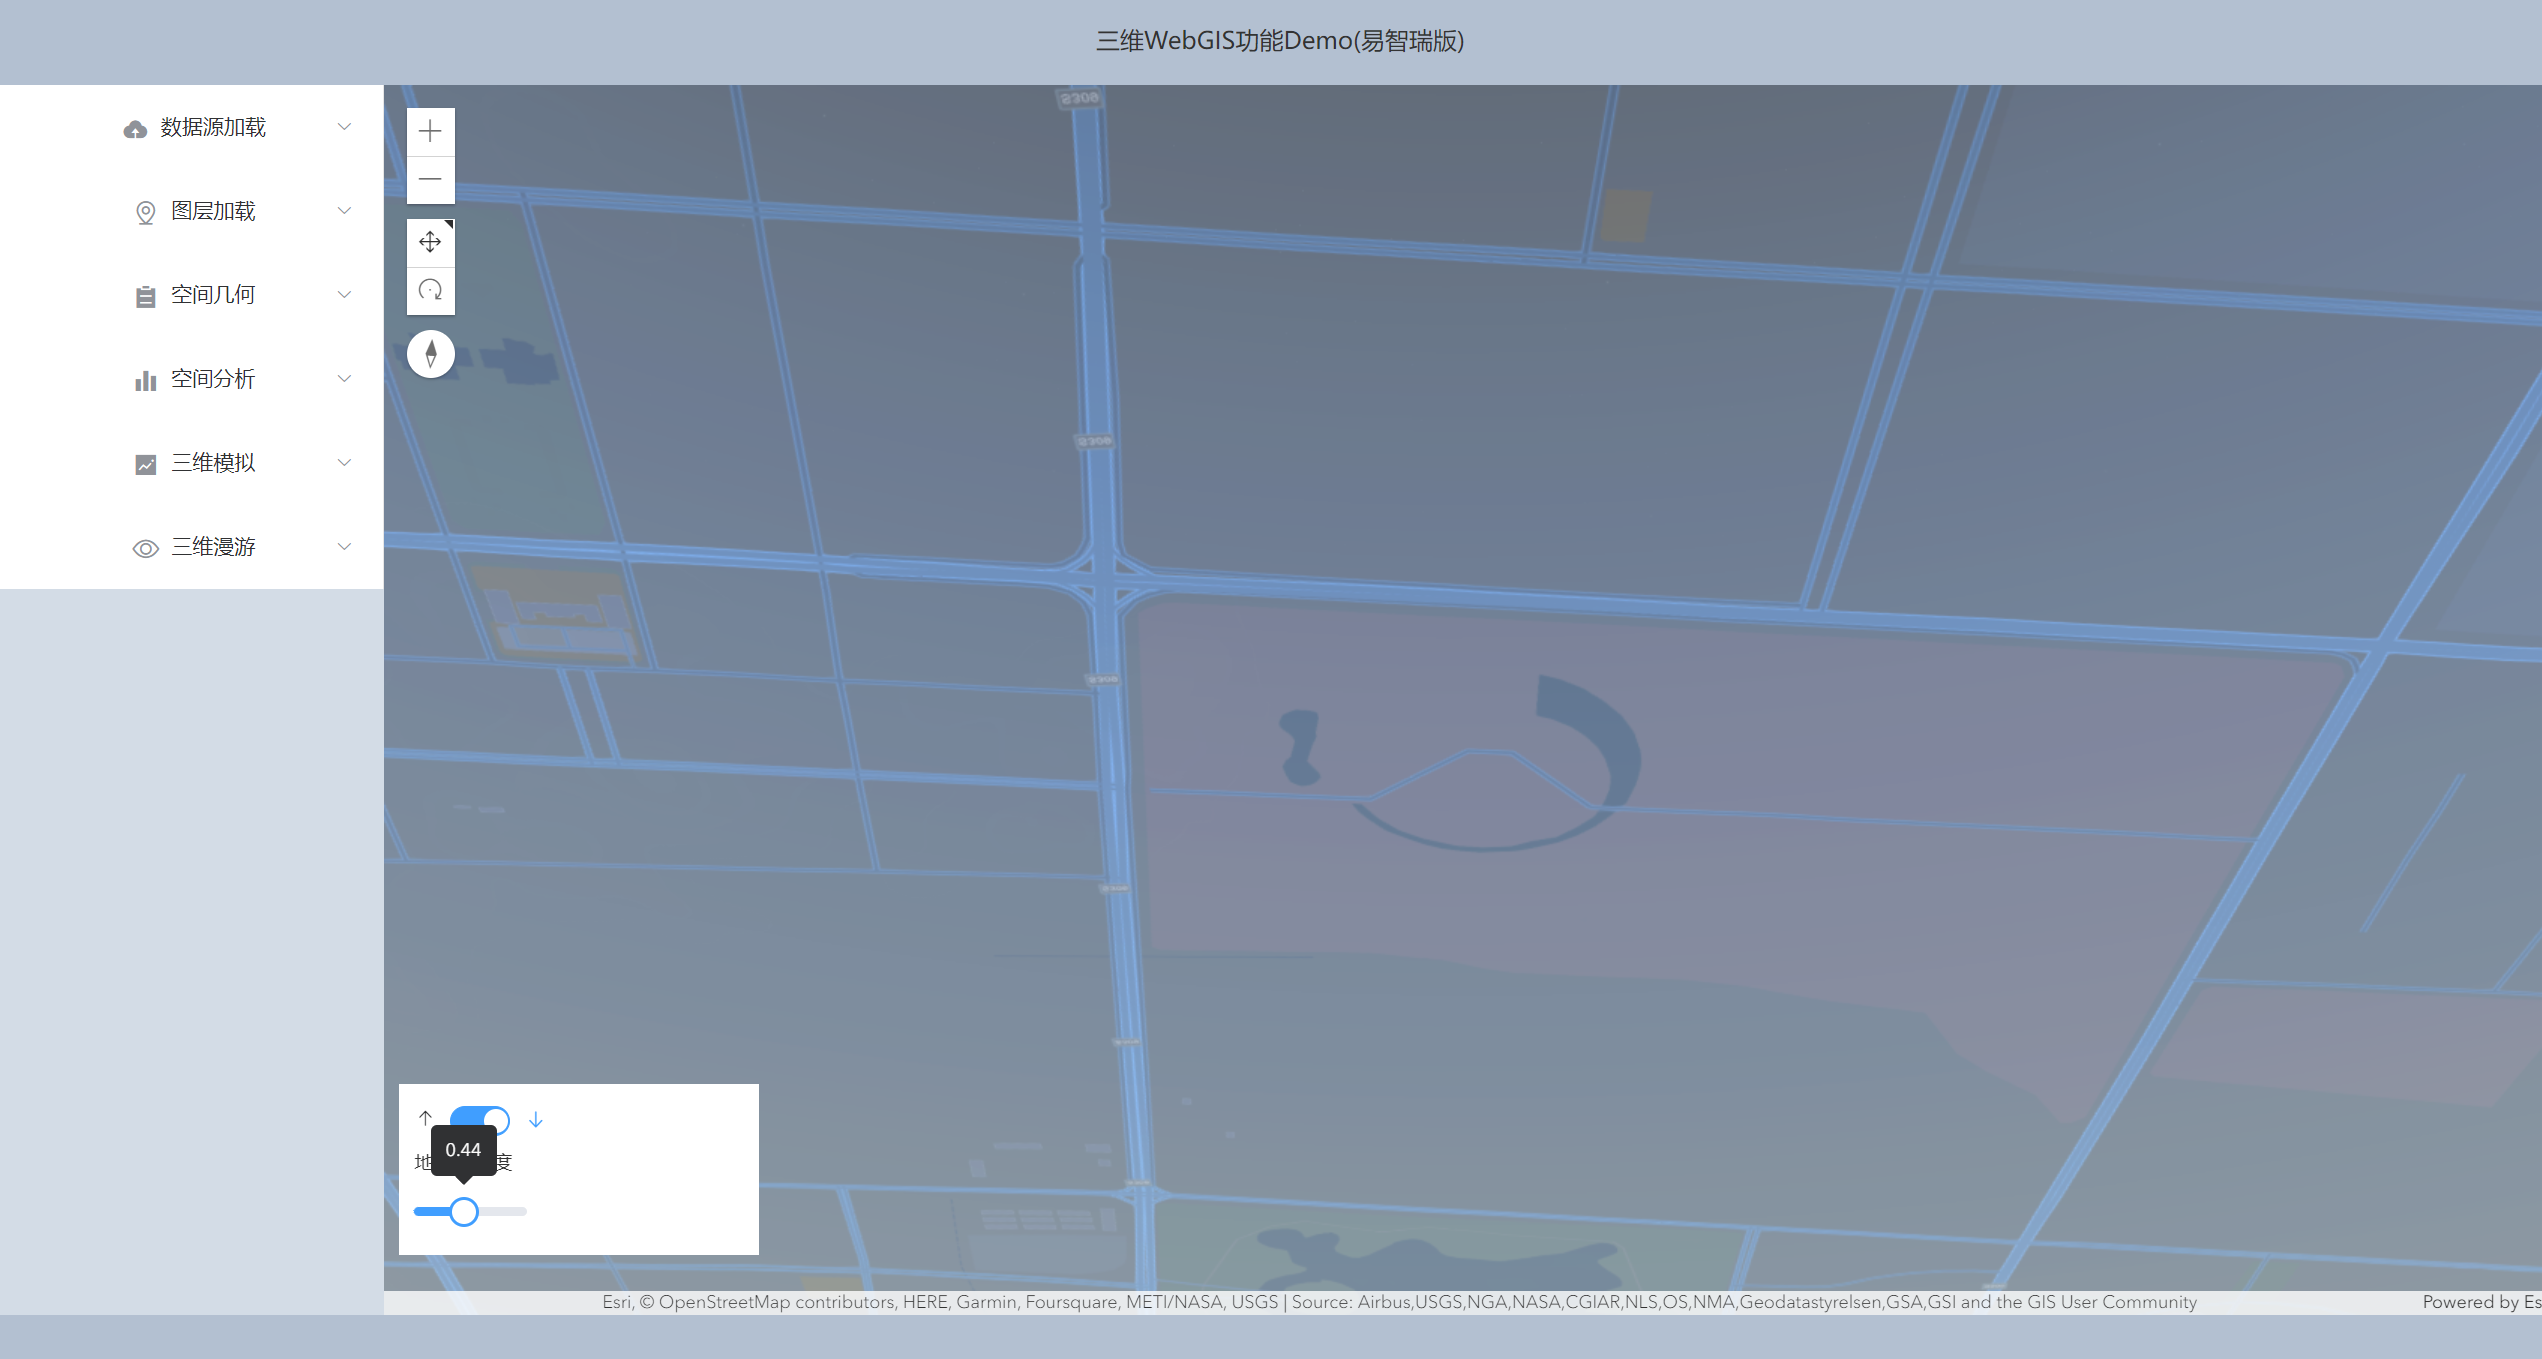 三维WebGIS功能Demo(易智瑞版)
数据源加载
图层加载
空间几何
空间分析
三维模拟
三维漫游
S309
S309
S309
0.44
地
度
Esri, © OpenStreetMap contributors, HERE, Garmin, Foursquare, METI/NASA, USGS | Source: Airbus,USGS,NGA,NASA,CGIAR,NLS,OS,NMA,Geodatastyrelsen,GSA,GSI and the GIS User Community
Powered by Es